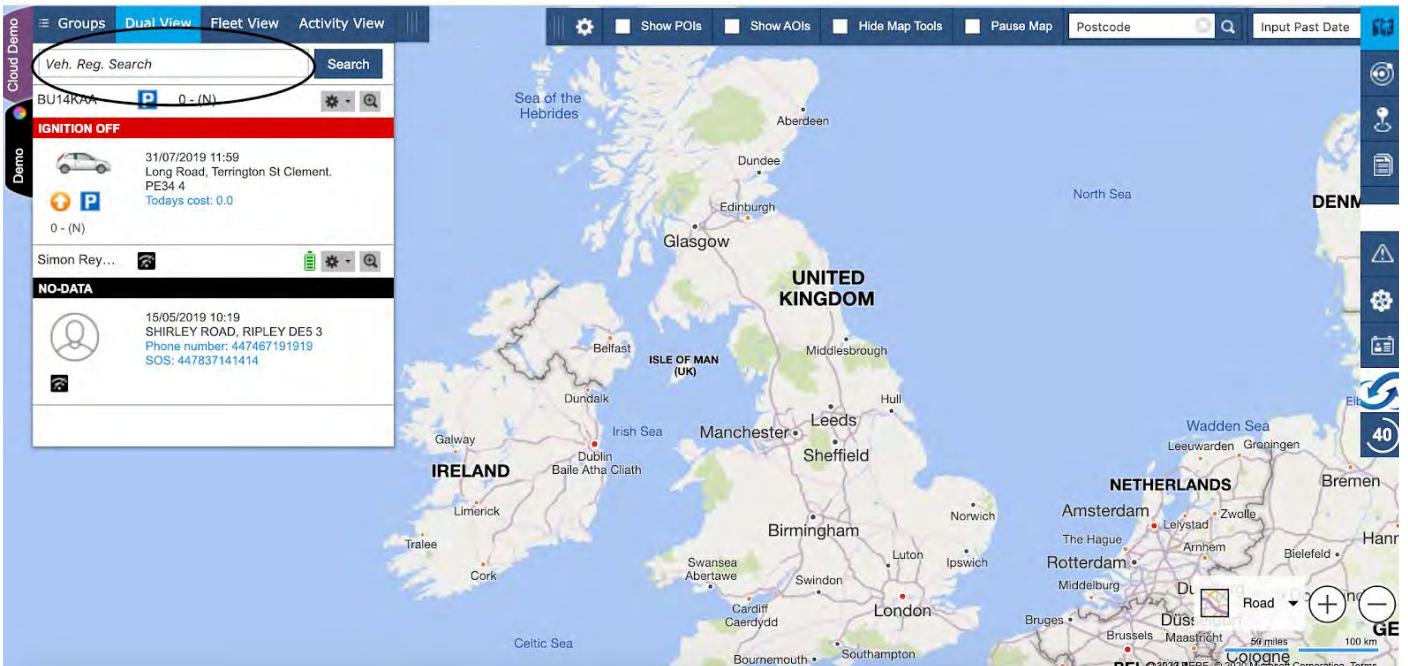 Cloud Demo
Demo
Groups
Dual View
Fleet View
Activity View
Show POIs
Show AOIs
Hide Map Tools
Pause Map
Postcode
Input Past Date
Veh. Reg. Search
Search
BU14KAA
P
0 - (N)
IGNITION OFF
31/07/2019 11:59
Long Road, Terrington St Clement.
PE34 4
Todays cost: 0.0
P
0 - (N)
Simon Rey...
NO-DATA
15/05/2019 10:19
SHIRLEY ROAD, RIPLEY DE5 3
Phone number: 447467191919
SOS: 447837141414
Sea of the
Hebrides
Aberdeen
Dundee
North Sea
DENM
Edinburgh
Glasgow
UNITED
KINGDOM
Belfast
ISLE OF MAN
(UK)
Middlesbrough
Dundalk
Hull
Irish Sea
Manchester
Leeds
Wadden Sea
40
Galway
Leeuwarden
Groningen
Dublin
Baile Atha Cliath
Sheffield
IRELAND
NETHERLANDS
Bremen
Limerick
Norwich
Amsterdam
Lelystad
Zwolle
Birmingham
The Hague
Arnhem
Bielefeld
Hann
Tralee
Luton
Ipswich
Rotterdam
Swansea
Abertawe
Cork
Swindon
Middelburg
Road
Cardiff
Caerdydd
London
Bruges
Brussels
Maastricht
50 miles
100 km
GE
Celtic Sea
Bournemouth
Southampton
Cologne